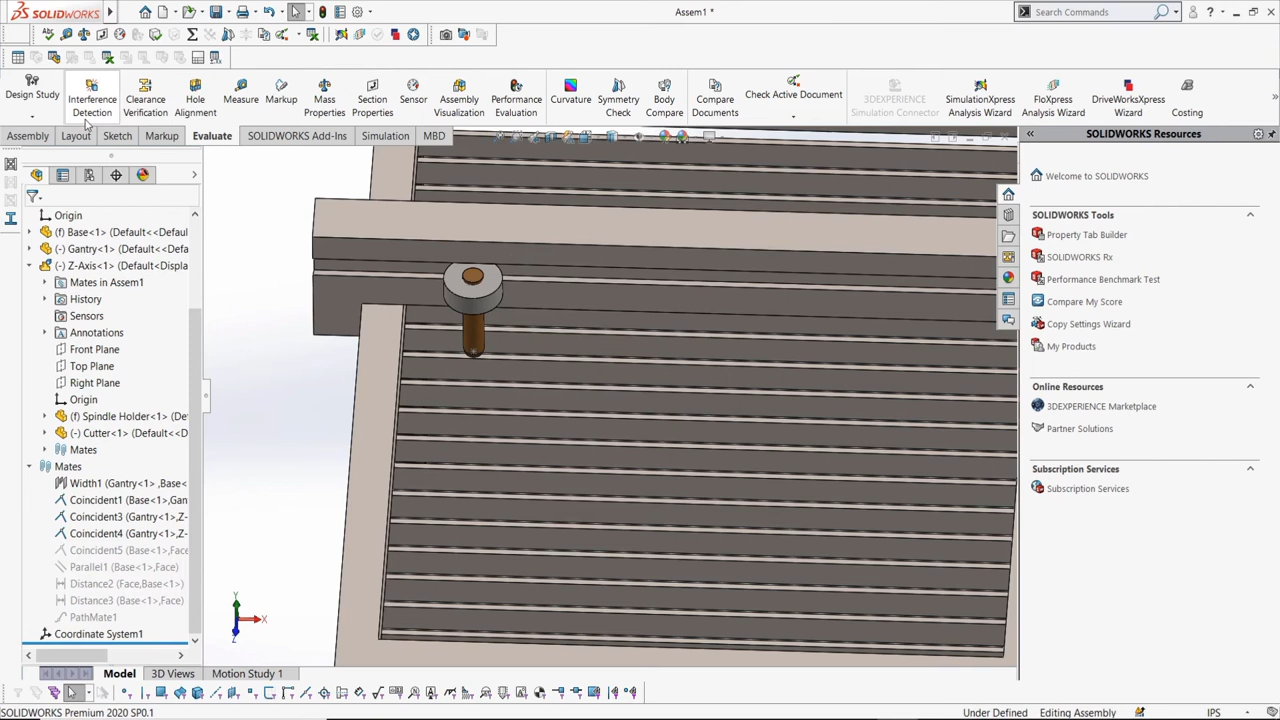 SOLIDWORKS
Assem1 *
Search Commands
Design Study
Interference Detection
Clearance Verification
Hole Alignment
Measure
Markup
Mass Properties
Section Properties
Sensor
Assembly Visualization
Performance Evaluation
Curvature
Symmetry Check
Body Compare
Compare Documents
Check Active Document
3DEXPERIENCE Simulation Connector
SimulationXpress Analysis Wizard
FloXpress Analysis Wizard
DriveWorksXpress Wizard
Costing
Assembly
Layout
Sketch
Markup
Evaluate
SOLIDWORKS Add-Ins
Simulation
MBD
SOLIDWORKS Resources
Origin
(f) Base<1> (Default<<Defau
(-) Gantry<1> (Default<<Defa
(-) Z-Axis<1> (Default<Displa
Mates in Assem1
History
Sensors
Annotations
Front Plane
Top Plane
Right Plane
Origin
(f) Spindle Holder<1> (De
(-) Cutter<1> (Default<<D
Mates
Mates
Width1 (Gantry<1> ,Base<
Coincident1 (Base<1>,Gan
Coincident3 (Gantry<1>,Z-
Coincident4 (Gantry<1>,Z-
Coincident5 (Base<1>,Face
Parallel1 (Base<1>,Face)
Distance2 (Face,Base<1>)
Distance3 (Base<1>,Face)
PathMate1
Coordinate System1
Y
X
Z
Welcome to SOLIDWORKS
SOLIDWORKS Tools
Property Tab Builder
SOLIDWORKS Rx
Performance Benchmark Test
Compare My Score
Copy Settings Wizard
My Products
Online Resources
3DEXPERIENCE Marketplace
Partner Solutions
Subscription Services
Subscription Services
Model
3D Views
Motion Study 1
SOLIDWORKS Premium 2020 SP0.1
Under Defined
Editing Assembly
IPS